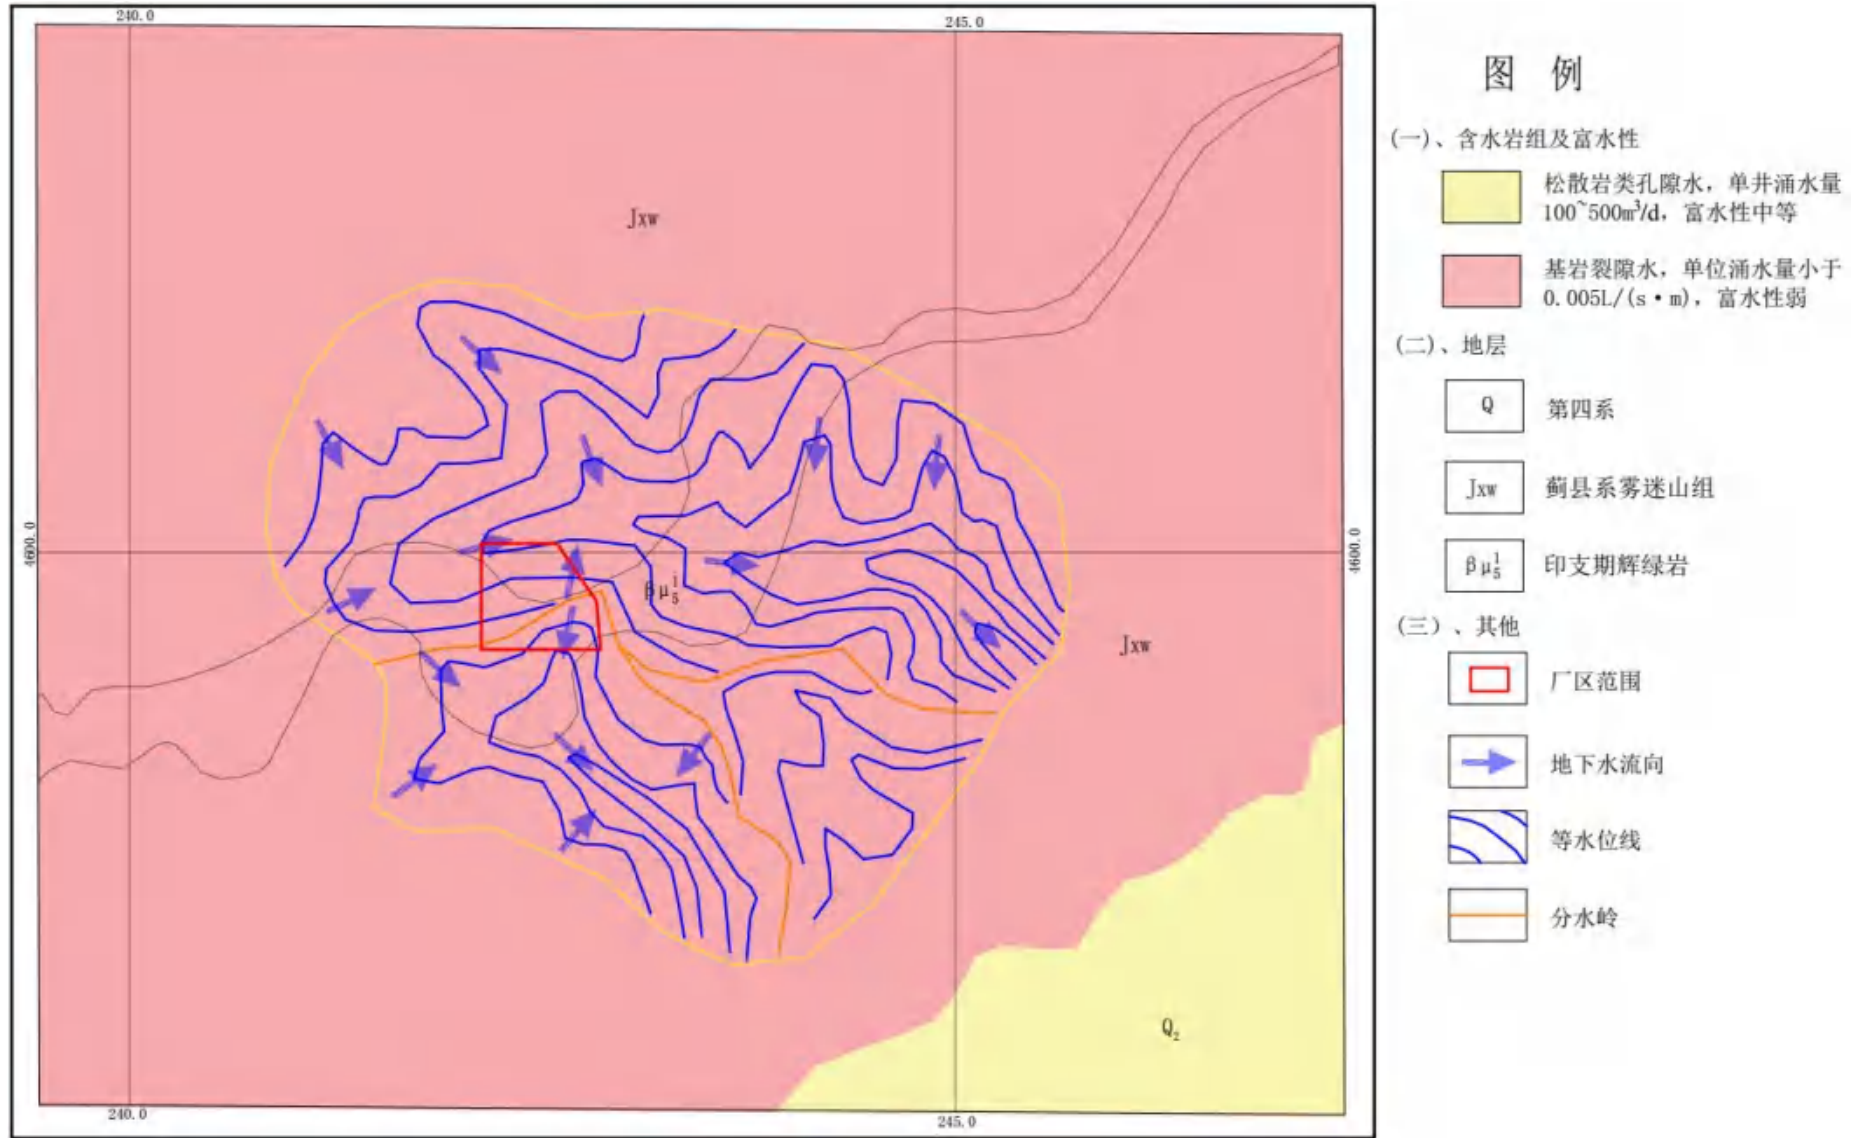 240.0
245.0
4600.0
4600.0
240.0
245.0
Jxw
βμ₅¹
Jxw
Q₂
图 例
(一)、含水岩组及富水性
松散岩类孔隙水，单井涌水量
100~500m³/d，富水性中等
基岩裂隙水，单位涌水量小于
0.005L/(s·m)，富水性弱
(二)、地层
Q 第四系
Jxw 蓟县系雾迷山组
βμ₅¹ 印支期辉绿岩
(三)、其他
厂区范围
地下水流向
等水位线
分水岭